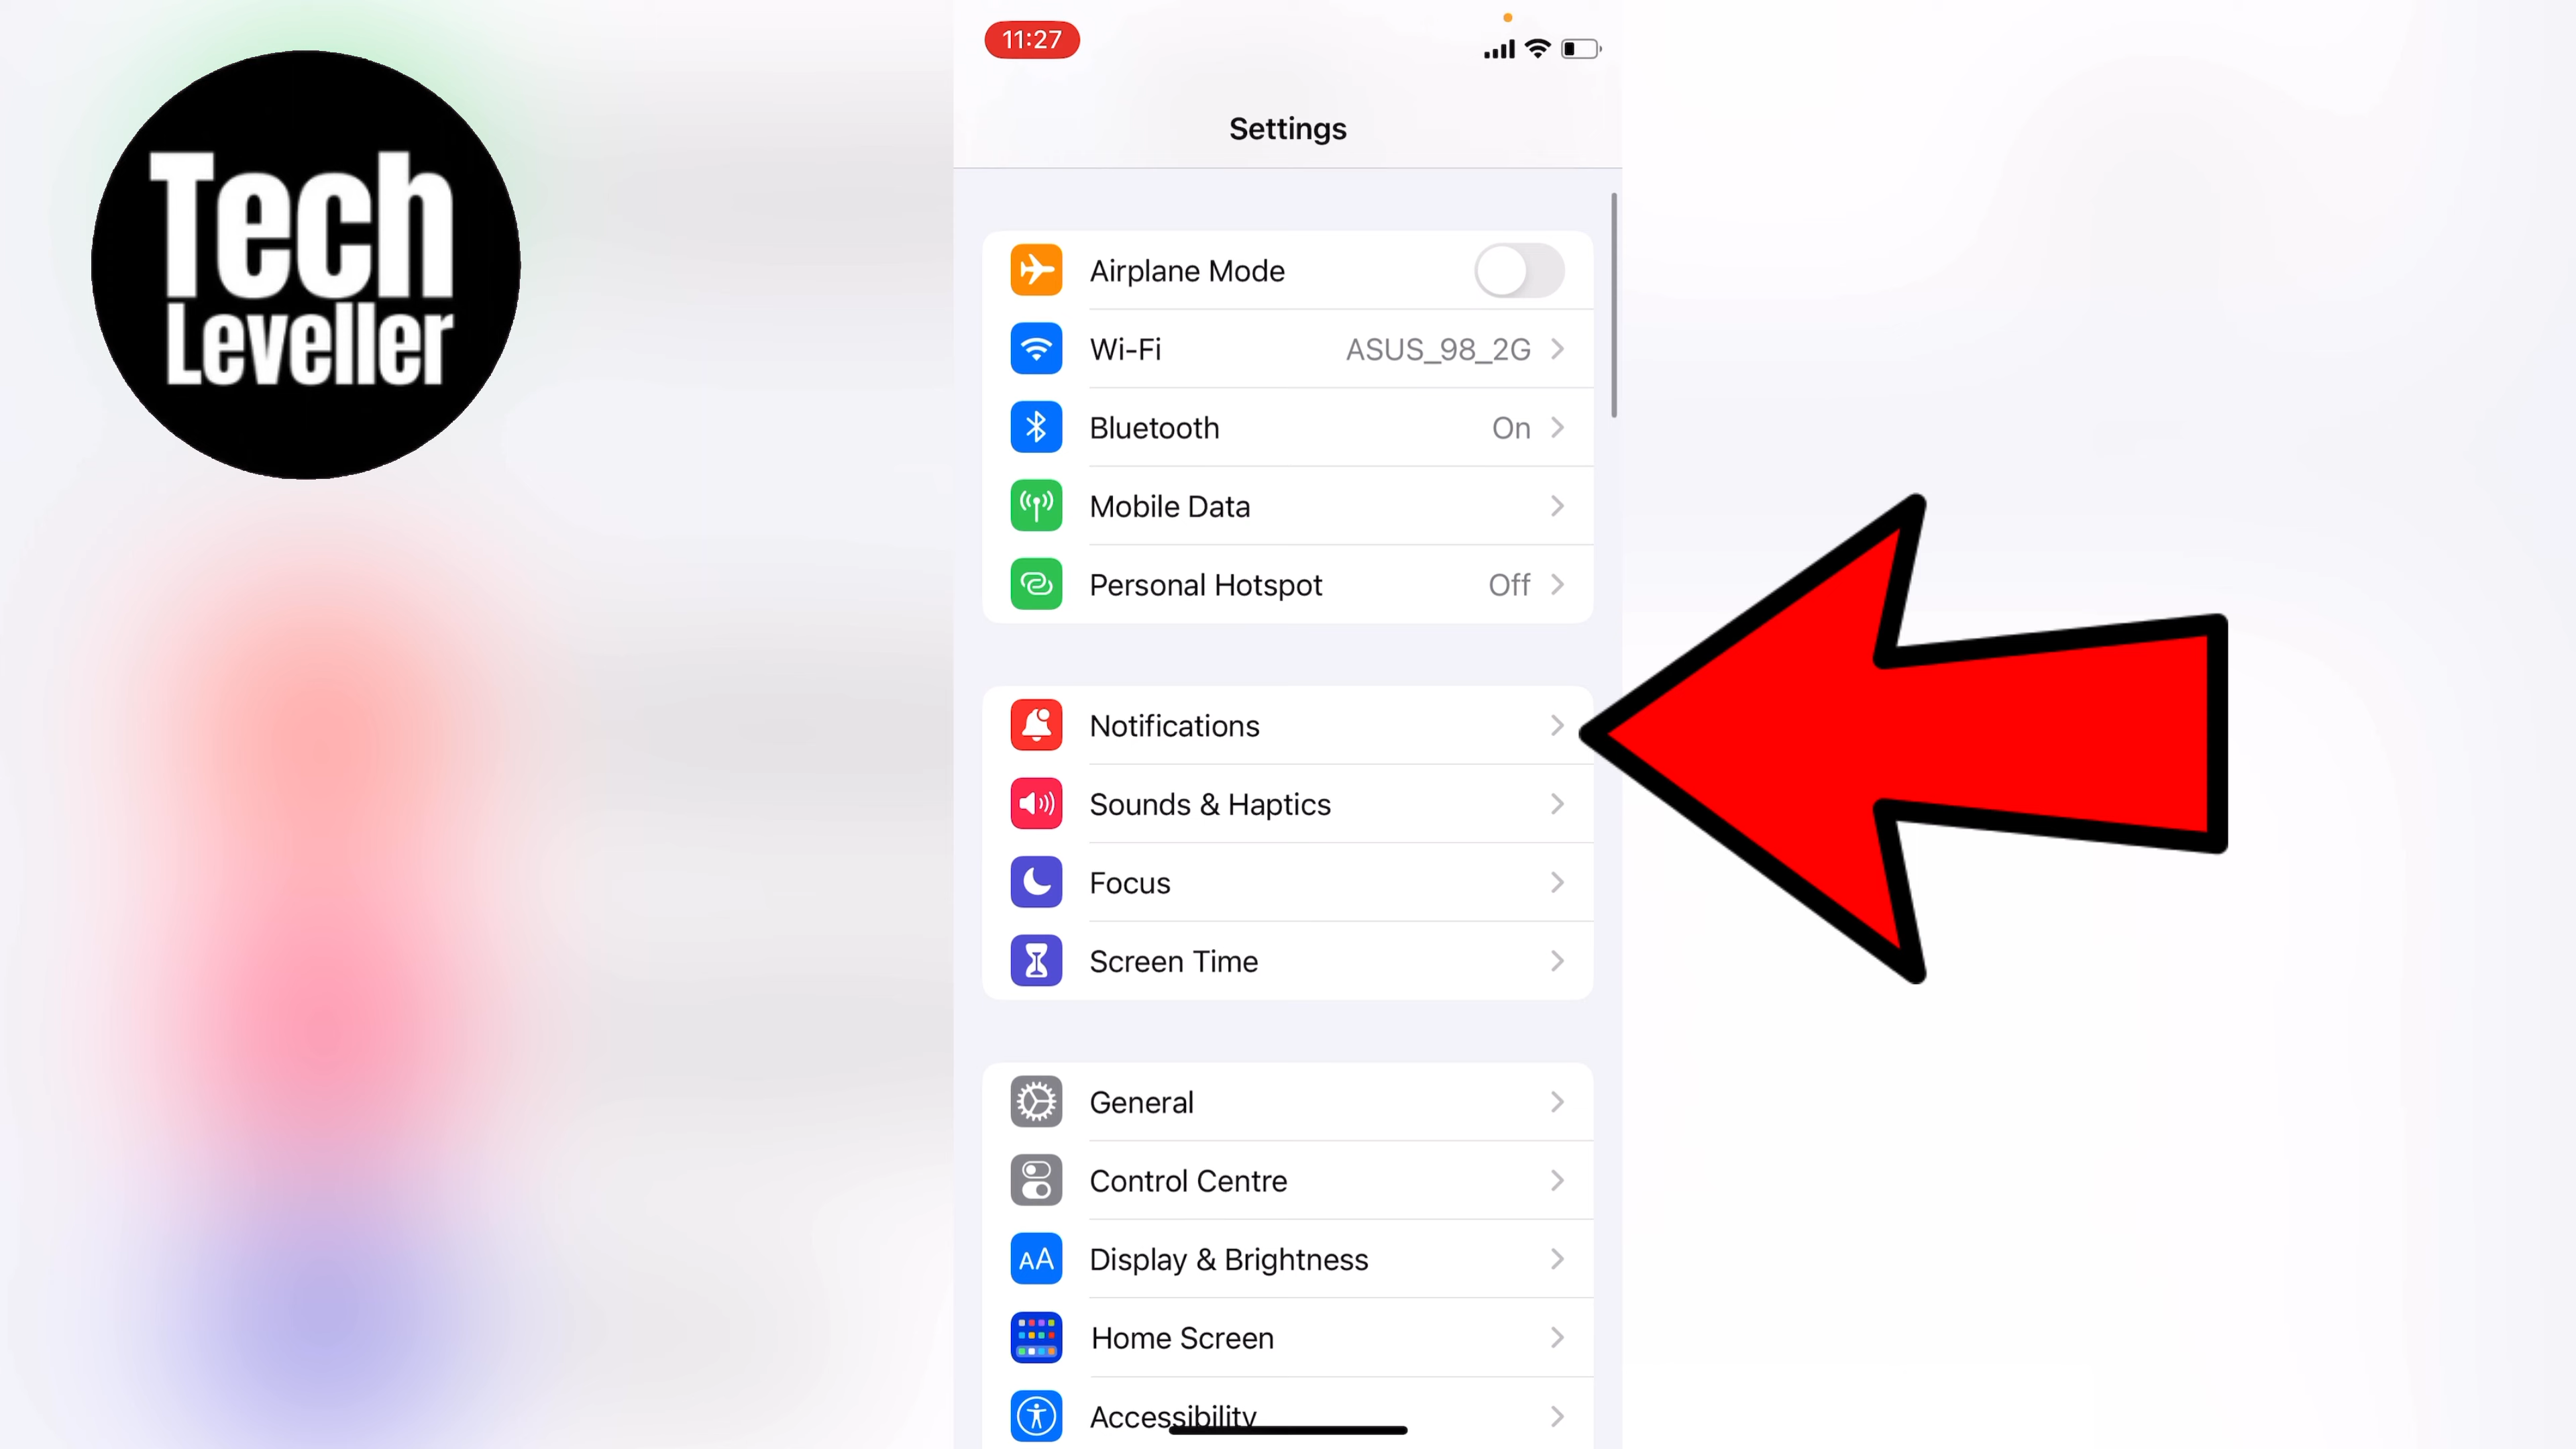 Tech
Leveller
11:27
Settings
Airplane Mode
Wi-Fi ASUS_98_2G
Bluetooth On
Mobile Data
Personal Hotspot Off
Notifications
Sounds & Haptics
Focus
Screen Time
General
Control Centre
AA Display & Brightness
Home Screen
Accessibility